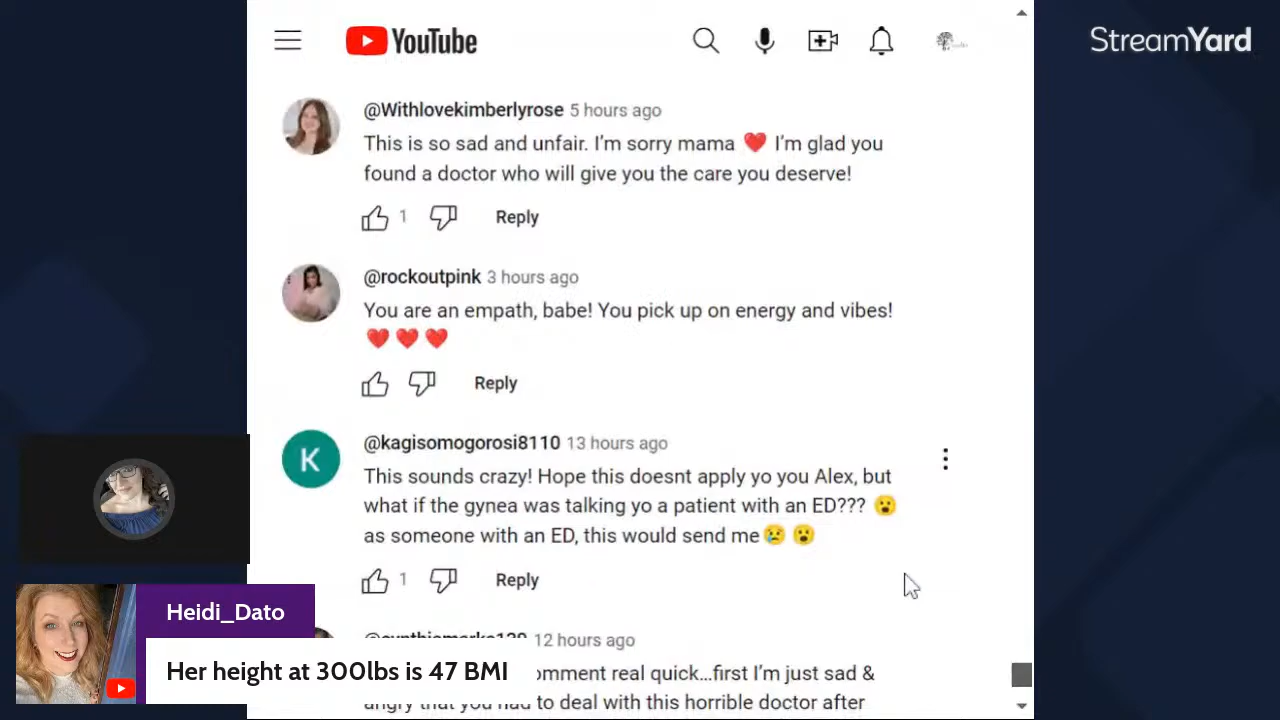 YouTube
StreamYard
@Withlovekimberlyrose 5 hours ago
This is so sad and unfair. I'm sorry mama ❤️ I'm glad you
found a doctor who will give you the care you deserve!
1 Reply
@rockoutpink 3 hours ago
You are an empath, babe! You pick up on energy and vibes!
❤️ ❤️ ❤️
Reply
K
@kagisomogorosi8110 13 hours ago
This sounds crazy! Hope this doesnt apply yo you Alex, but
what if the gynea was talking yo a patient with an ED??? 😮
as someone with an ED, this would send me😢 😮
1 Reply
12 hours ago
comment real quick...first I'm just sad &
angry that you had to deal with this horrible doctor after
Heidi_Dato
Her height at 300lbs is 47 BMI